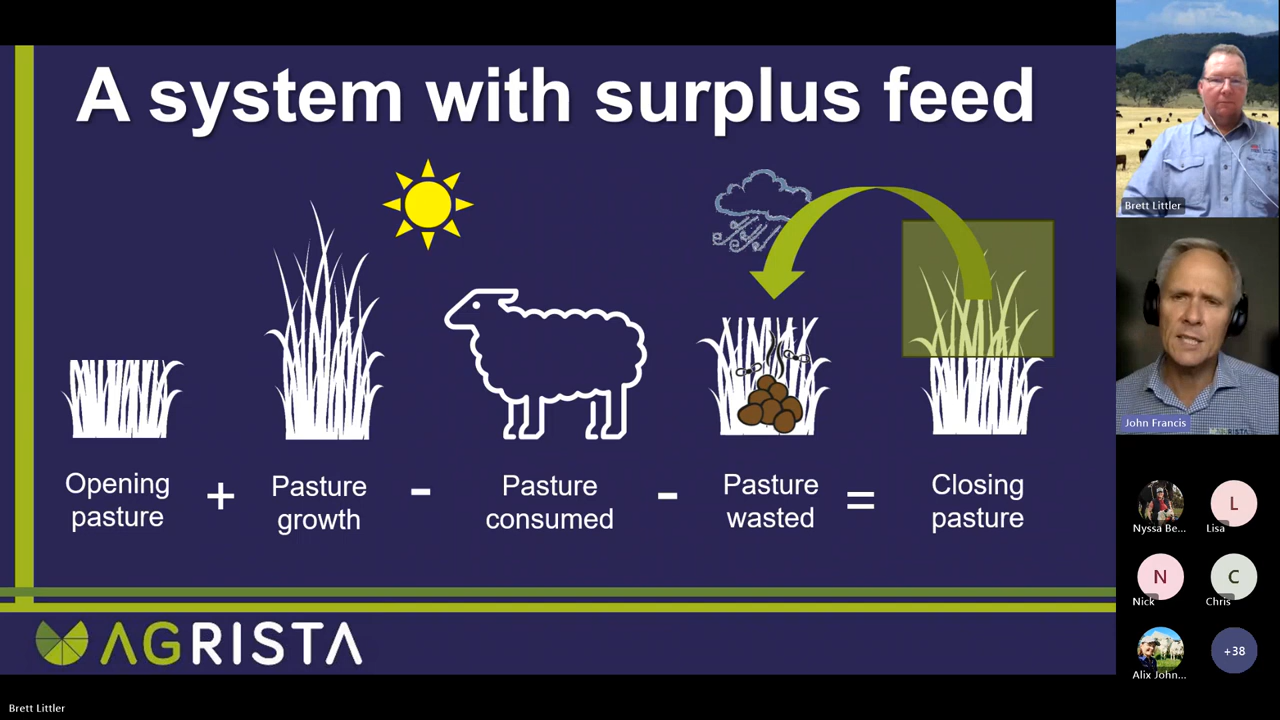 A system with surplus feed
Opening
pasture
+
Pasture
growth
-
Pasture
consumed
-
Pasture
wasted
=
Closing
pasture
AGRISTA
Brett Littler
John Francis
Nyssa Be...
L
Lisa
N
Nick
C
Chris
Alix John...
+38
Brett Littler